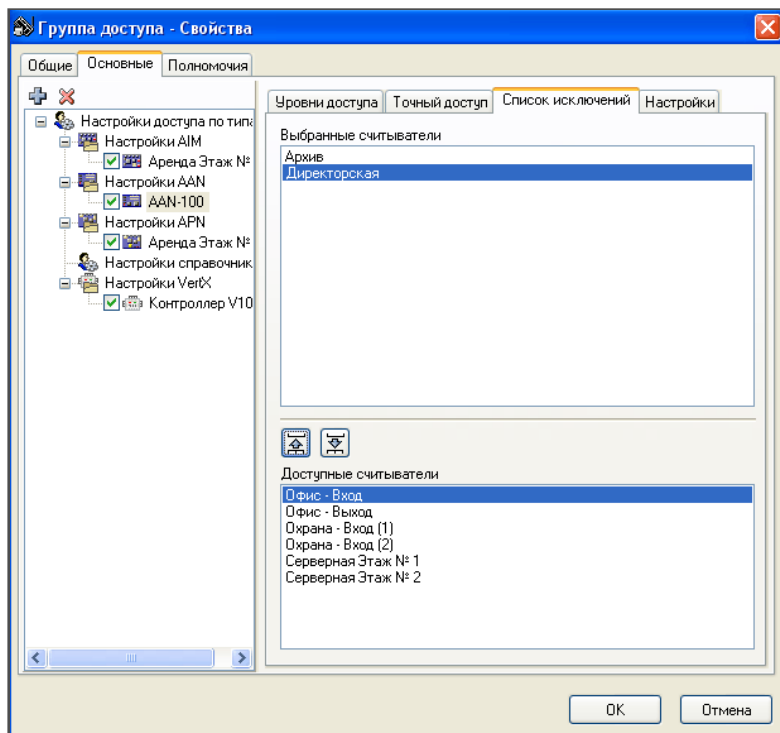 Группа доступа - Свойства
Общие Основные Полномочия
Настройки доступа по типа
Настройки AIM
Аренда Этаж №
Настройки AAN
AAN-100
Настройки APN
Аренда Этаж №
Настройки справочник
Настройки VertX
Контроллер V10
Уровни доступа Точный доступ Список исключений Настройки
Выбранные считыватели
Архив
Директорская
Доступные считыватели
Офис - Вход
Офис - Выход
Охрана - Вход (1)
Охрана - Вход (2)
Серверная Этаж № 1
Серверная Этаж № 2
OK Отмена